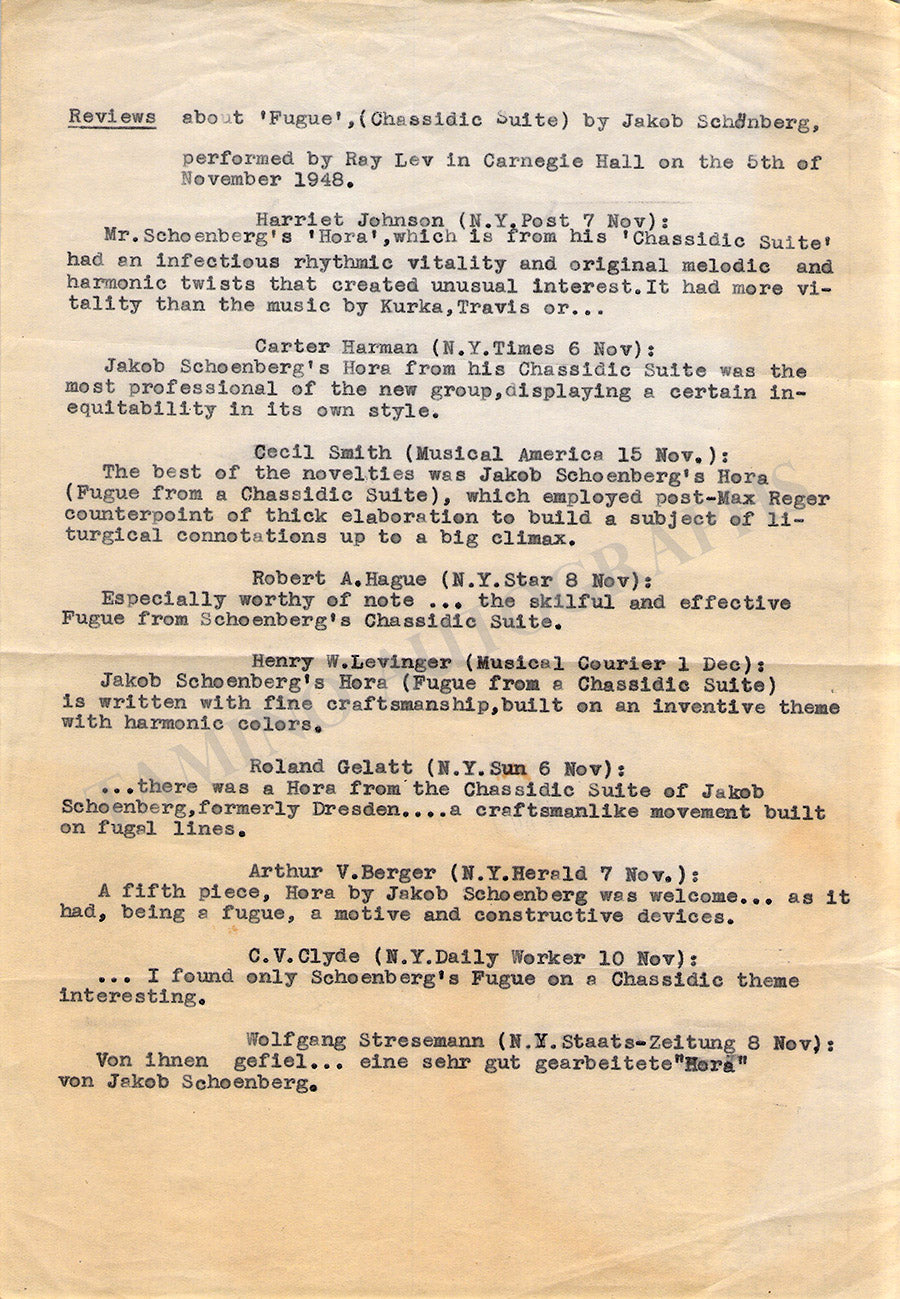 Reviews about 'Fugue',(Chassidic Suite) by Jakob Schönberg,
performed by Ray Lev in Carnegie Hall on the 5th of
November 1948.
Harriet Johnson (N.Y.Post 7 Nov):
Mr.Schoenberg's 'Hora',which is from his 'Chassidic Suite'
had an infectious rhythmic vitality and original melodic and
harmonic twists that created unusual interest.It had more vi-
tality than the music by Kurka,Travis or...
Carter Harman (N.Y.Times 6 Nov):
Jakob Schoenberg's Hora from his Chassidic Suite was the
most professional of the new group,displaying a certain in-
equitability in its own style.
Cecil Smith (Musical America 15 Nov.):
The best of the novelties was Jakob Schoenberg's Hora
(Fugue from a Chassidic Suite), which employed post-Max Reger
counterpoint of thick elaboration to build a subject of li-
turgical connotations up to a big climax.
Robert A.Hague (N.Y.Star 8 Nov):
Especially worthy of note ... the skilful and effective
Fugue from Schoenberg's Chassidic Suite.
Henry W.Levinger (Musical Courier 1 Dec):
Jakob Schoenberg's Hora (Fugue from a Chassidic Suite)
is written with fine craftsmanship,built on an inventive theme
with harmonic colors.
Roland Gelatt (N.Y.Sun 6 Nov):
...there was a Hora from the Chassidic Suite of Jakob
Schoenberg,formerly Dresden....a craftsmanlike movement built
on fugal lines.
Arthur V.Berger (N.Y.Herald 7 Nov.):
A fifth piece, Hora by Jakob Schoenberg was welcome... as it
had, being a fugue, a motive and constructive devices.
C.V.Clyde (N.Y.Daily Worker 10 Nov):
... I found only Schoenberg's Fugue on a Chassidic theme
interesting.
Wolfgang Stresemann (N.Y.Staats-Zeitung 8 Nov):
Von ihnen gefiel... eine sehr gut gearbeitete"Hora"
von Jakob Schoenberg.
TAMINO AUTOGRAPHS